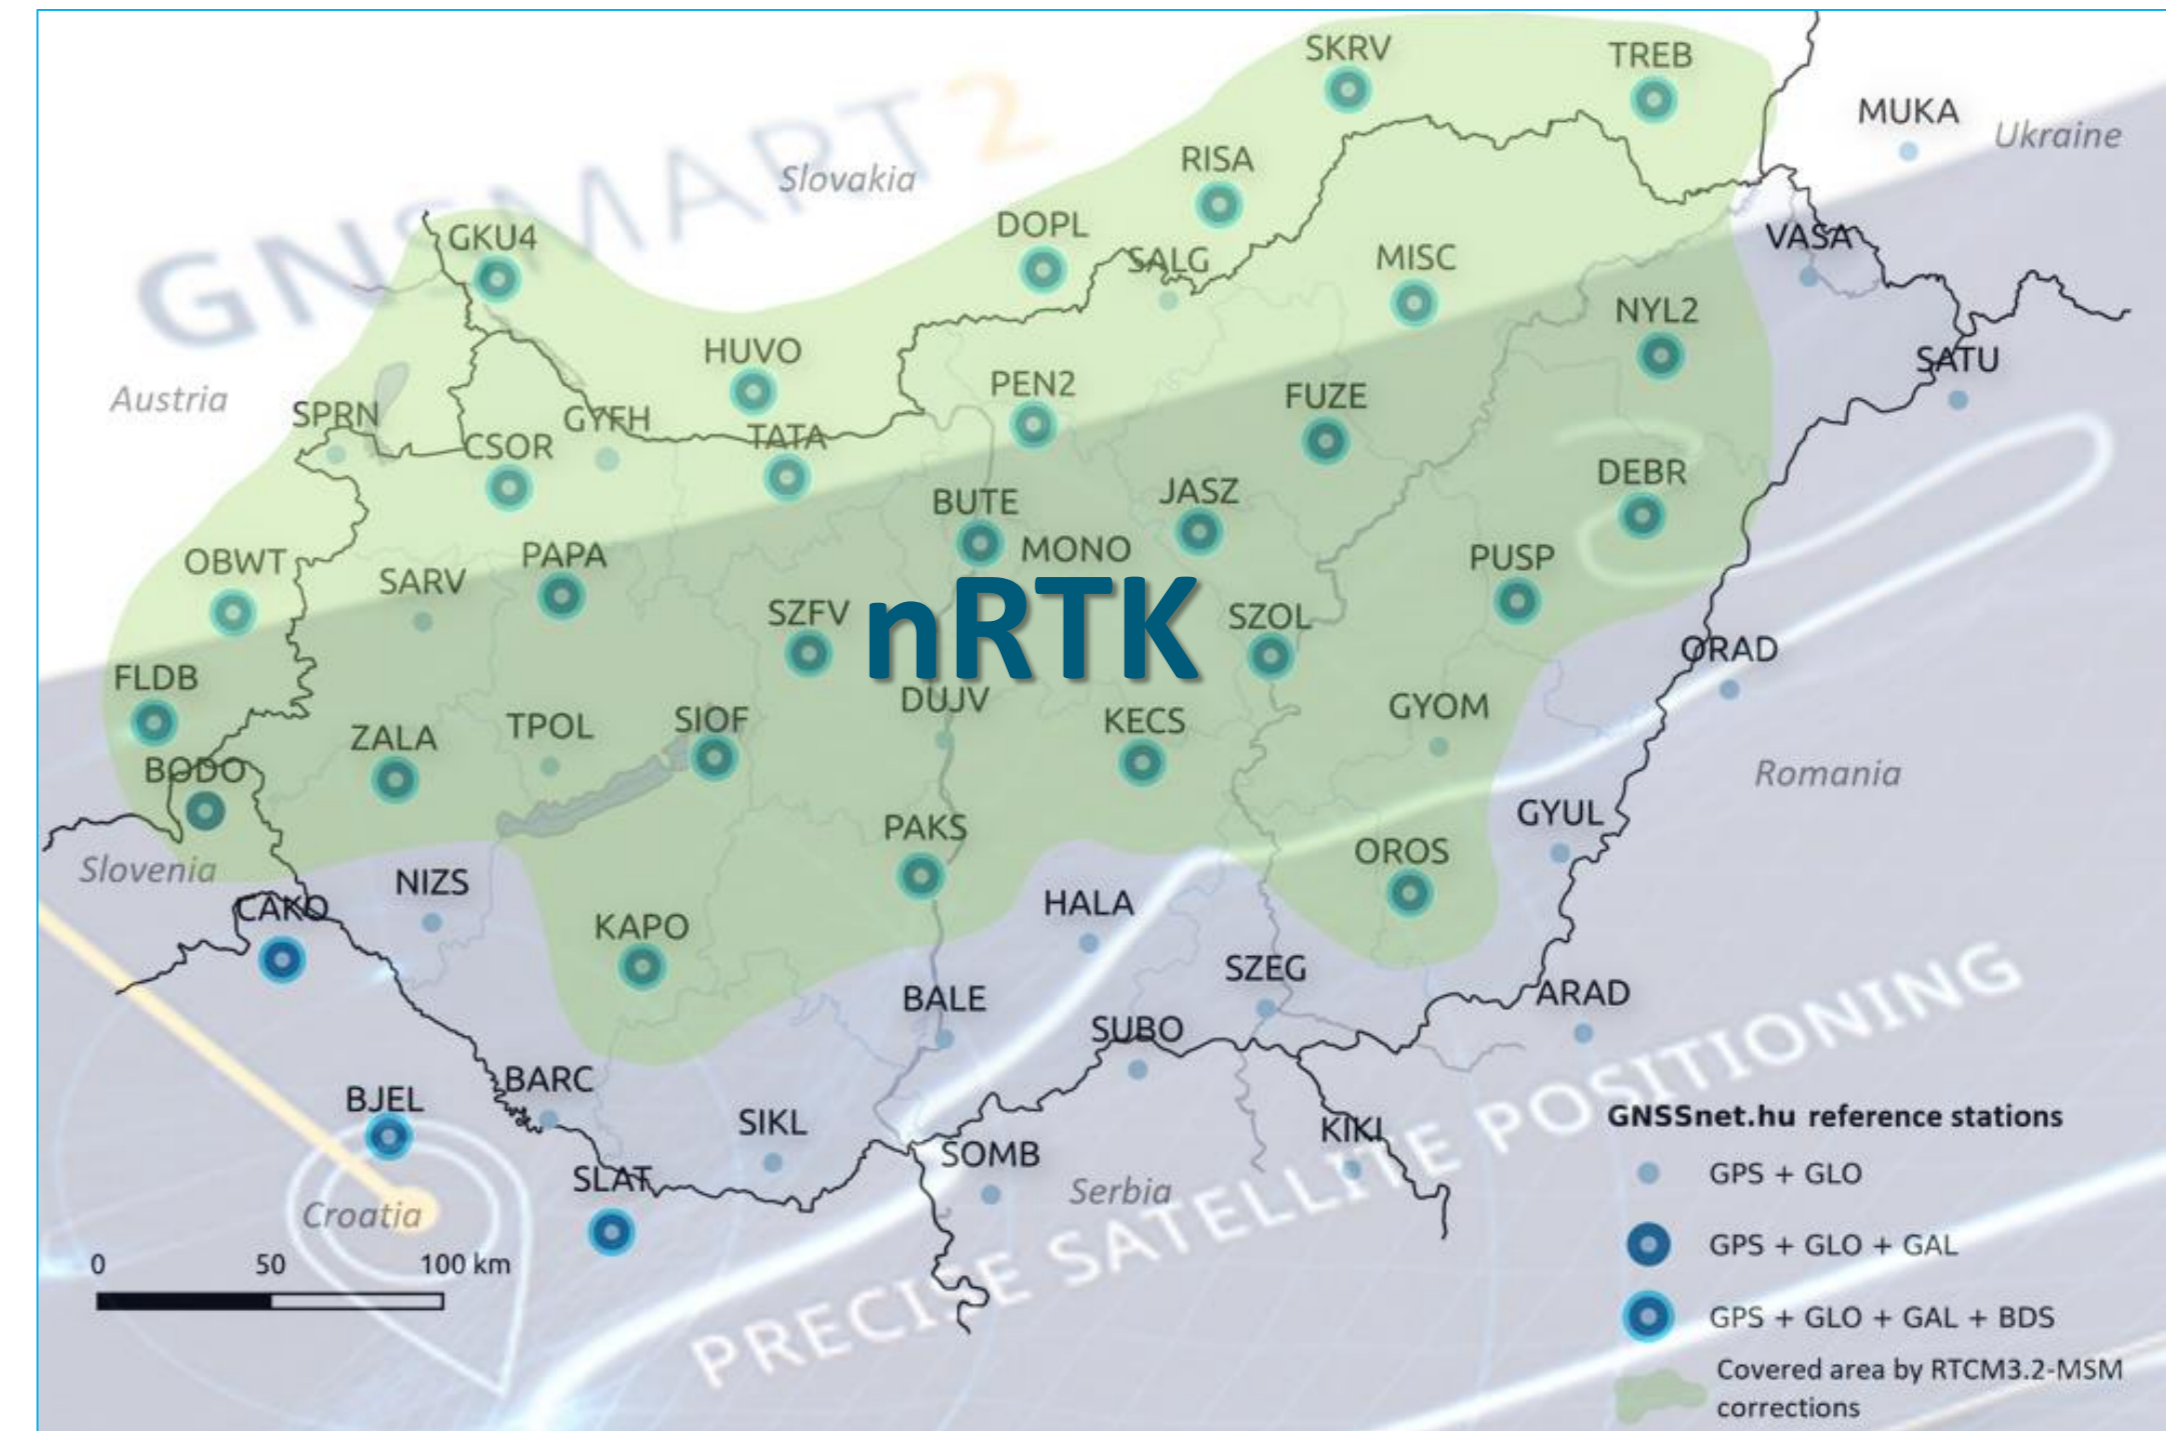 SKRV
TREB
MUKA
Ukraine
GNSMART2
RISA
Slovakia
DOPL
VASA
GKU4
SALG
MISC
NYL2
HUVO
SATU
PEN2
FUZE
Austria
SPRN
GYFH
TATA
CSOR
DEBR
JASZ
BUTE
MONO
PAPA
PUSP
OBWT
SARV
SZFV
nRTK
SZOL
ORAD
FLDB
DUJV
GYOM
SIOF
KECS
TPOL
ZALA
BODO
Romania
GYUL
PAKS
OROS
Slovenia
NIZS
HALA
CAKO
KAPO
SZEG
BALE
ARAD
SUBO
BARC
BJEL
SIKL
KIKI
SOMB
SLAT
Serbia
Croatia
PRECISE SATELLITE POSITIONING
0 50 100 km
GNSSnet.hu reference stations
GPS + GLO
GPS + GLO + GAL
GPS + GLO + GAL + BDS
Covered area by RTCM3.2-MSM
corrections